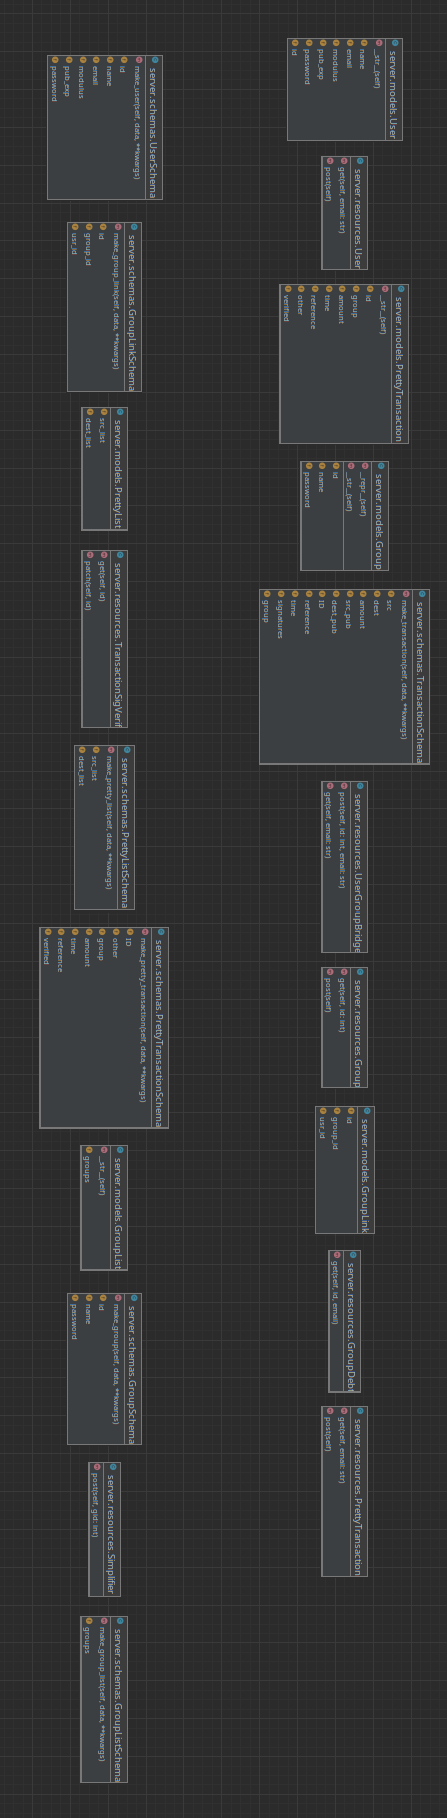 server.models.User
__str__(self)
name
email
modulus
pub_exp
password
id
server.resources.User
get(self, email: str)
post(self)
server.models.PrettyTransaction
__str__(self)
id
group
amount
time
reference
other
verified
server.models.Group
__repr__(self)
__str__(self)
id
name
password
server.schemas.TransactionSchema
make_transaction(self, data, **kwargs)
src
dest
amount
src_pub
dest_pub
ID
reference
time
signatures
group
server.resources.UserGroupBridge
post(self, id: int, email: str)
get(self, email: str)
server.resources.Group
get(self, id: int)
post(self)
server.models.GroupLink
id
group_id
usr_id
server.resources.GroupDebt
get(self, id, email)
server.resources.PrettyTransaction
get(self, email: str)
post(self)
server.schemas.UserSchema
make_user(self, data, **kwargs)
id
name
email
modulus
pub_exp
password
server.schemas.GroupLinkSchema
make_group_link(self, data, **kwargs)
id
group_id
usr_id
server.models.PrettyList
src_list
dest_list
server.resources.TransactionSigVerif
get(self, id)
patch(self, id)
server.schemas.PrettyListSchema
make_pretty_list(self, data, **kwargs)
src_list
dest_list
server.schemas.PrettyTransactionSchema
make_pretty_transaction(self, data, **kwargs)
ID
other
group
amount
time
reference
verified
server.models.GroupList
__str__(self)
groups
server.schemas.GroupSchema
make_group(self, data, **kwargs)
id
name
password
server.resources.Simplifier
post(self, gid: int)
server.schemas.GroupListSchema
make_group_list(self, data, **kwargs)
groups